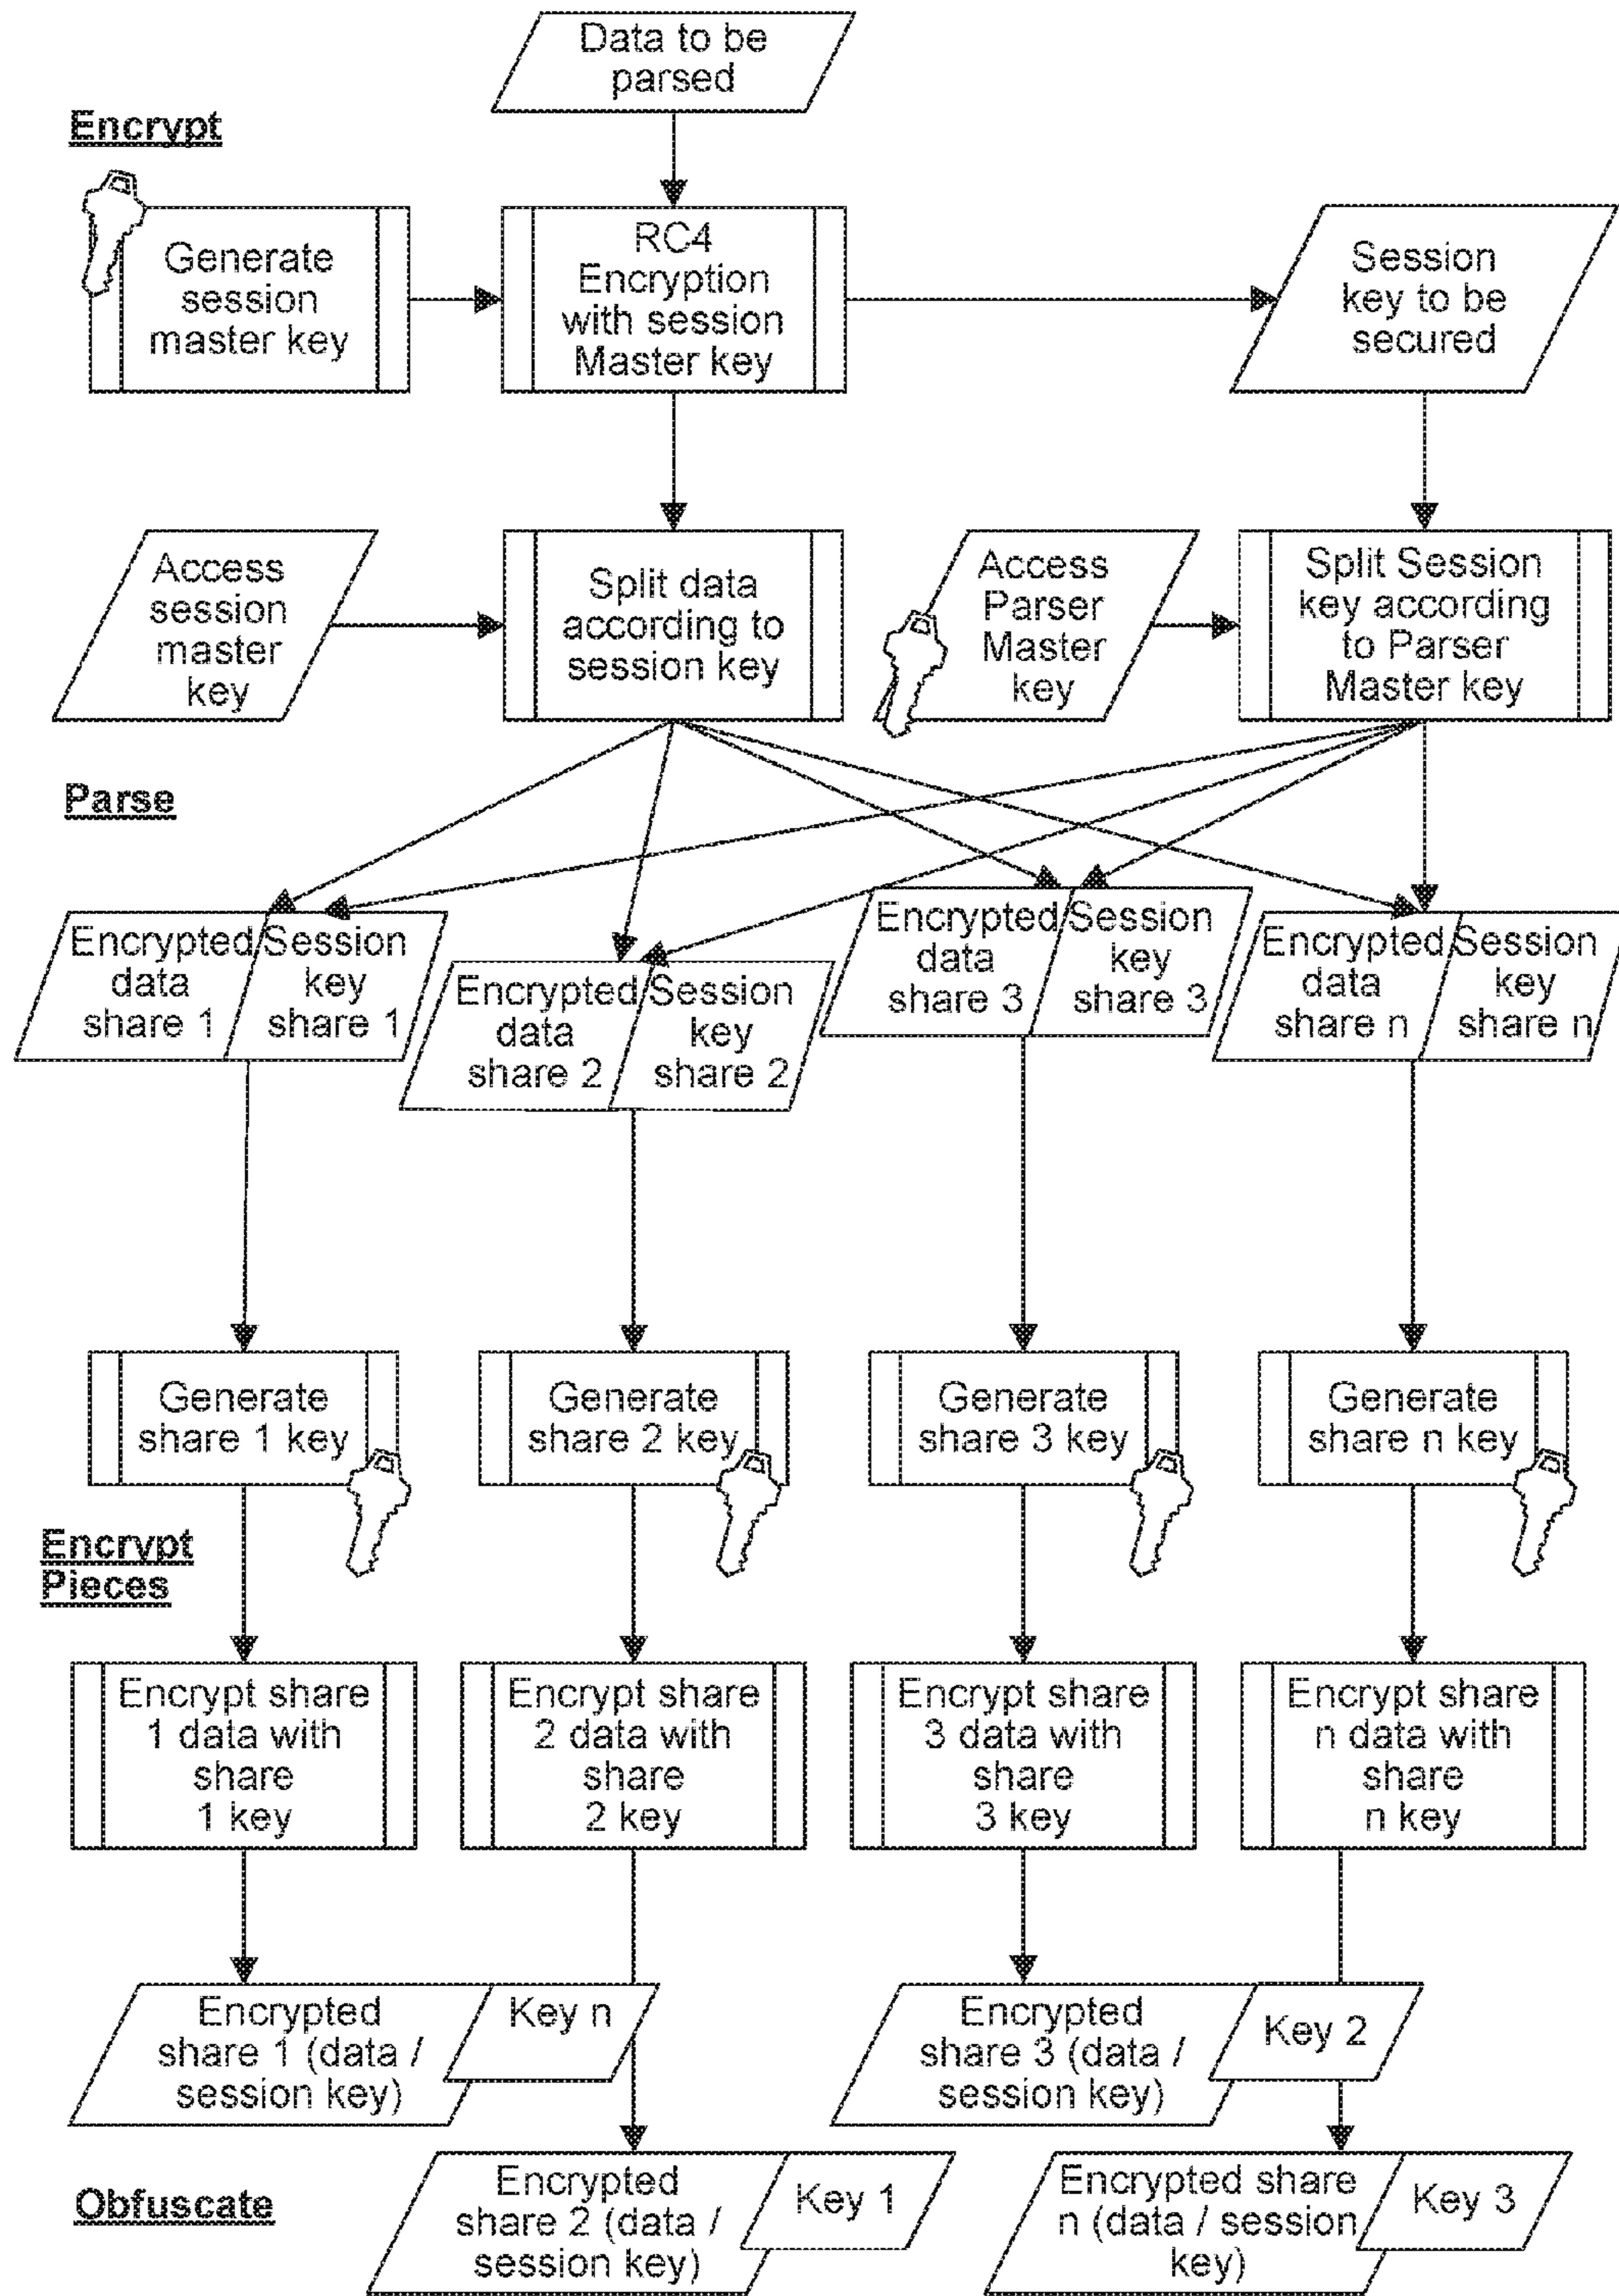 Data to be
parsed
Encrypt
Generate
session
master key
RC4
Encryption
with session
Master key
Session
key to be
secured
Access
session
master
key
Split data
according to
session key
Access
Parser
Master
key
Split Session
key according
to Parser
Master key
Parse
Encrypted
data
share 1
Session
key
share 1
Encrypted
data
share 2
Session
key
share 2
Encrypted
data
share 3
Session
key
share 3
Encrypted
data
share n
Session
key
share n
Generate
share 1 key
Generate
share 2 key
Generate
share 3 key
Generate
share n key
Encrypt
Pieces
Encrypt share
1 data with
share
1 key
Encrypt share
2 data with
share
2 key
Encrypt share
3 data with
share
3 key
Encrypt share
n data with
share
n key
Encrypted
share 1 (data /
session key)
Key n
Encrypted
share 3 (data /
session key)
Key 2
Obfuscate
Encrypted
share 2 (data /
session key)
Key 1
Encrypted share
n (data / session
key)
Key 3